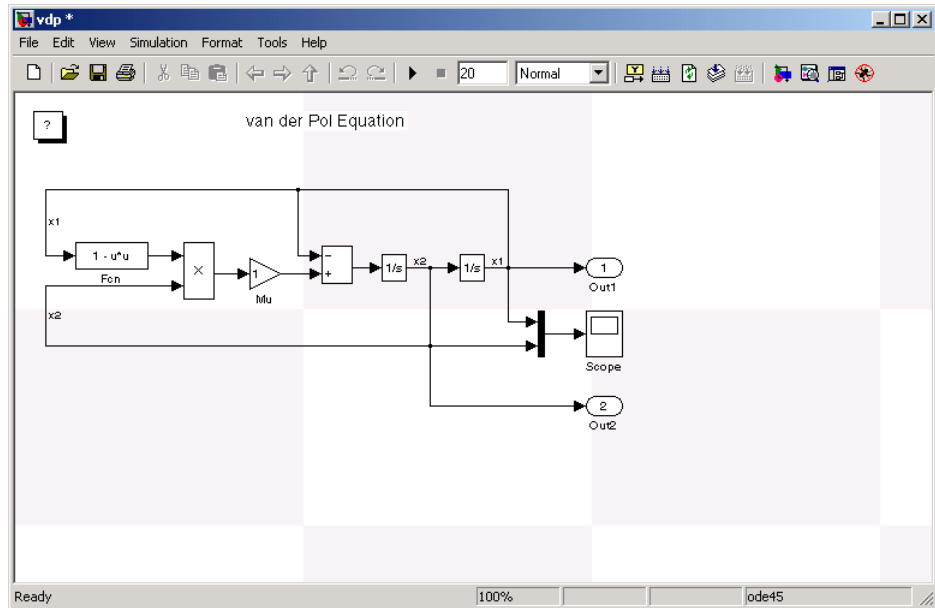 vdp *
File Edit View Simulation Format Tools Help
20 Normal
?
van der Pol Equation
x1
1 - u*u
Fcn
×
1
Mu
−
+
1/s
x2
1/s
x1
1
Out1
x2
Scope
2
Out2
Ready 100% ode45